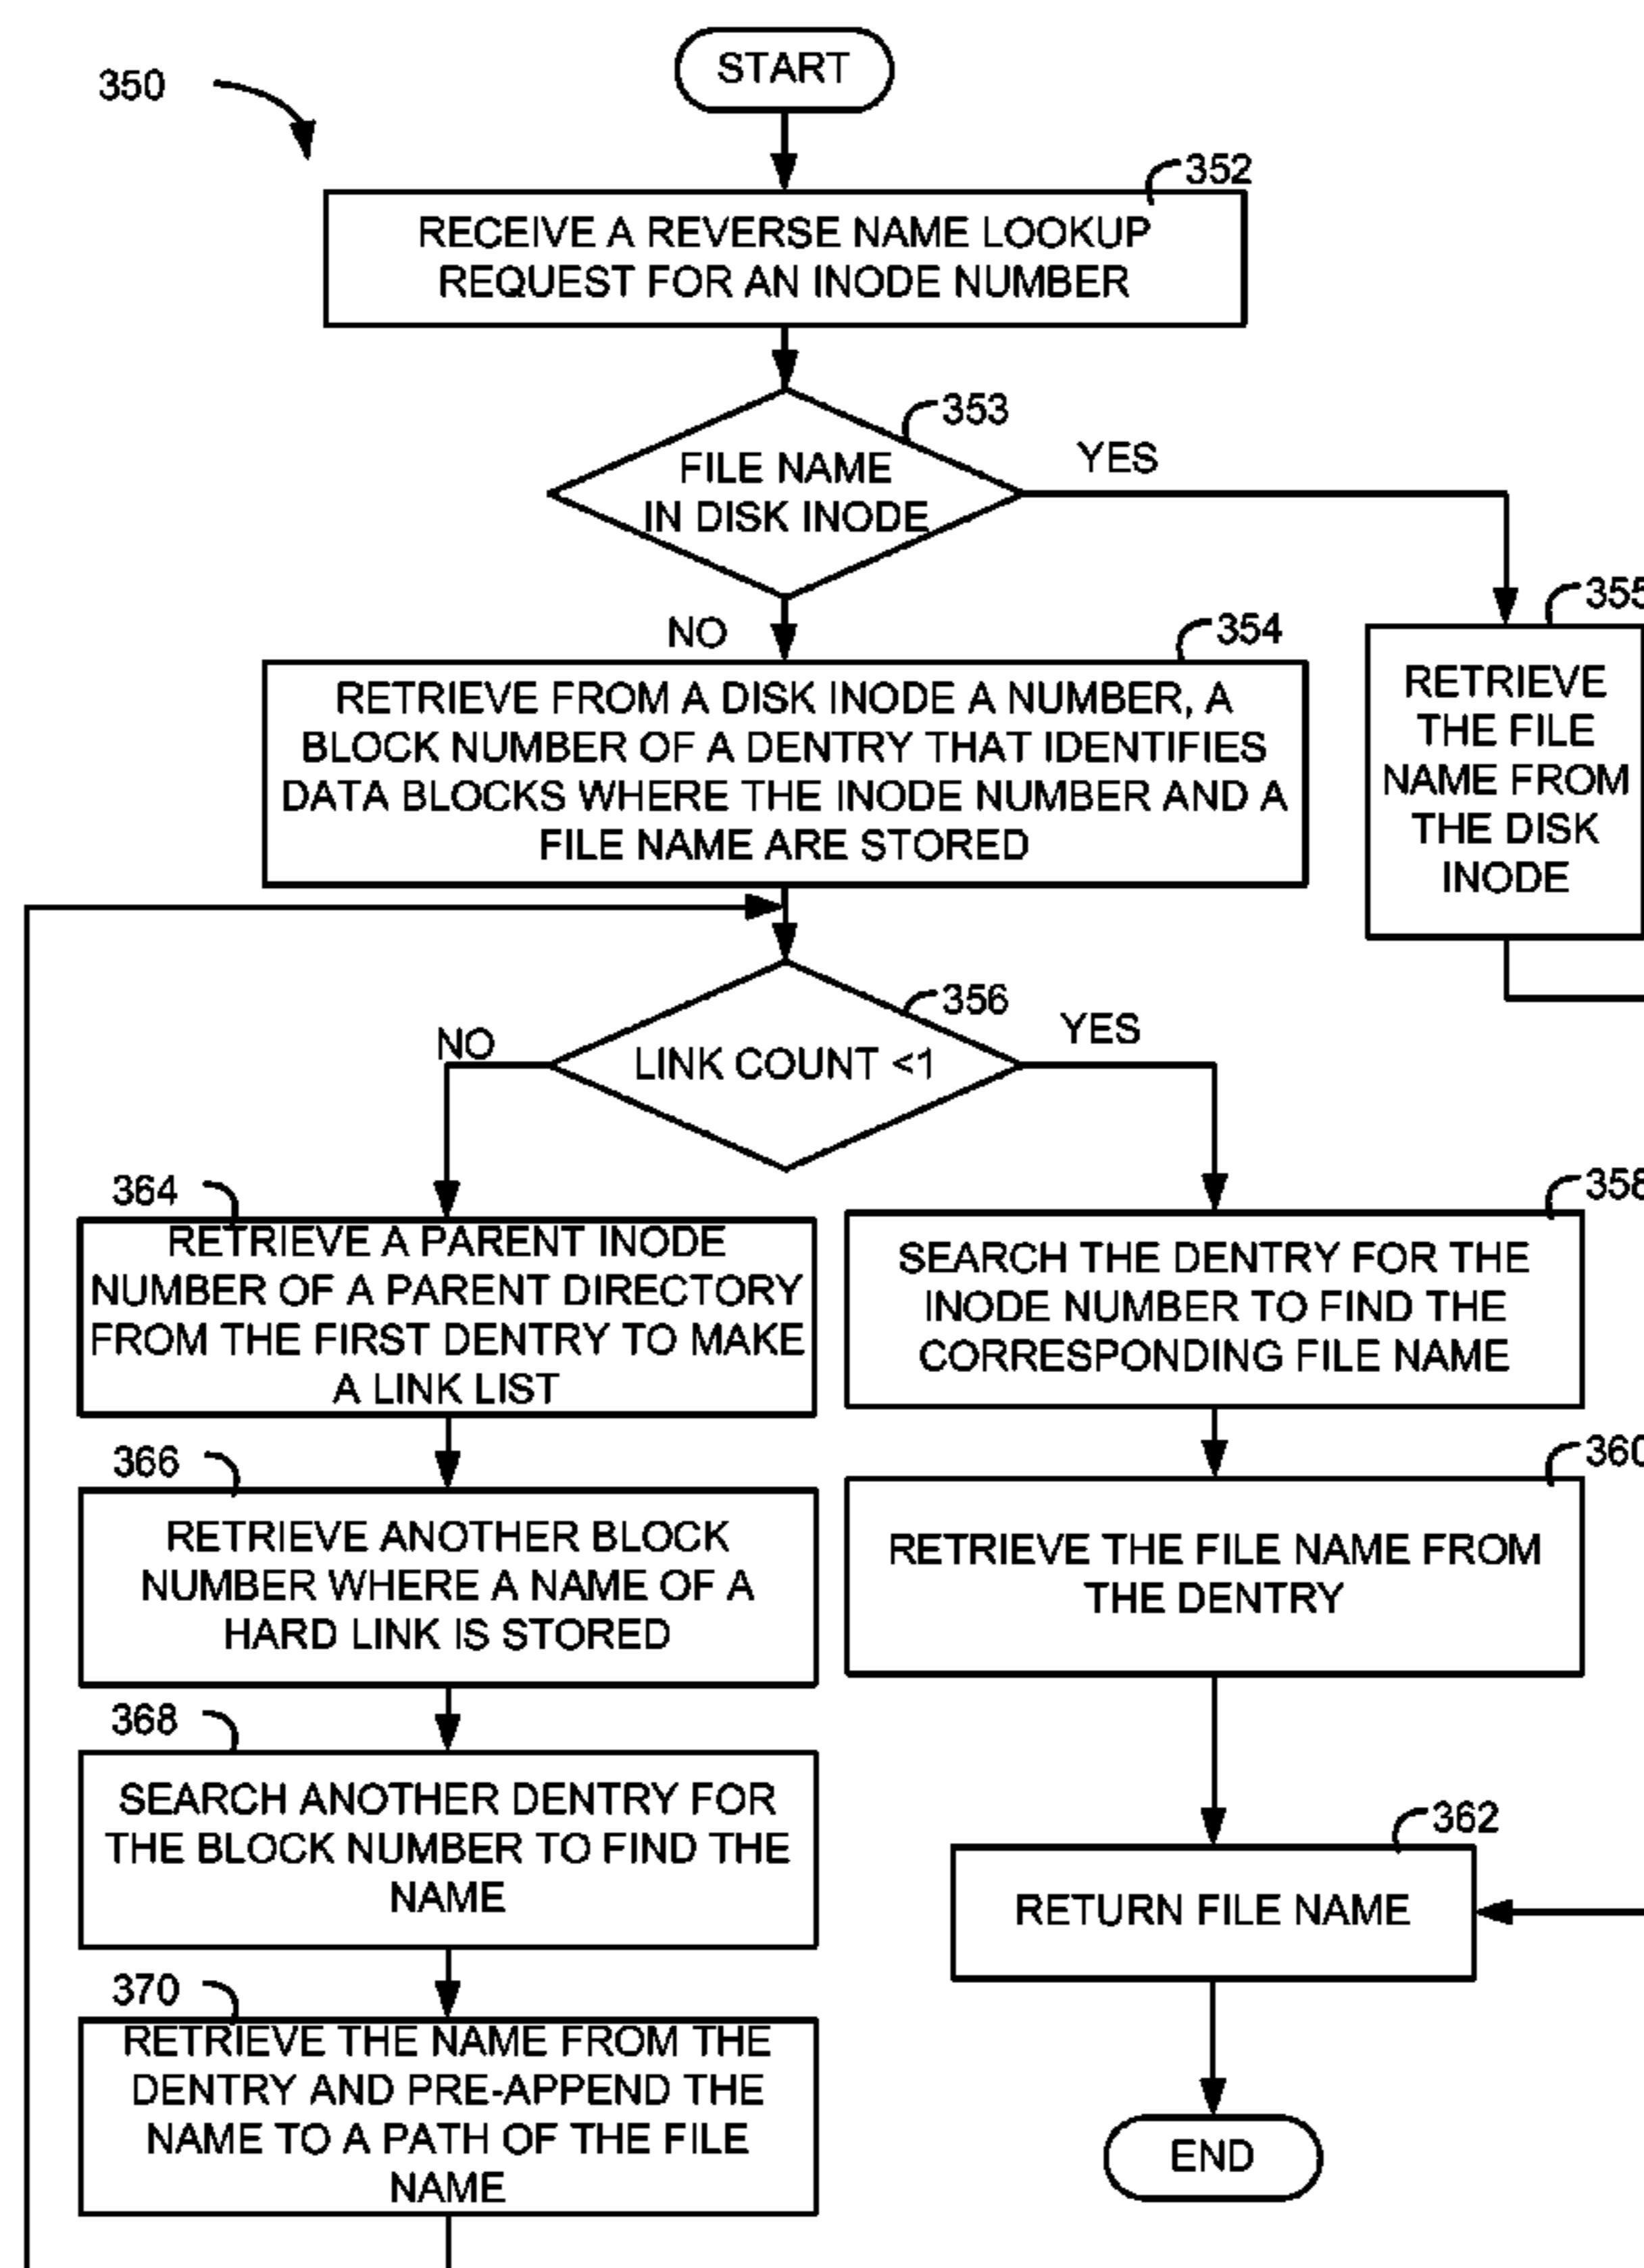 START
350
352
RECEIVE A REVERSE NAME LOOKUP
REQUEST FOR AN INODE NUMBER
353
FILE NAME
IN DISK INODE
YES
NO
354
RETRIEVE FROM A DISK INODE A NUMBER, A
BLOCK NUMBER OF A DENTRY THAT IDENTIFIES
DATA BLOCKS WHERE THE INODE NUMBER AND A
FILE NAME ARE STORED
355
RETRIEVE
THE FILE
NAME FROM
THE DISK
INODE
356
LINK COUNT <1
NO
YES
364
RETRIEVE A PARENT INODE
NUMBER OF A PARENT DIRECTORY
FROM THE FIRST DENTRY TO MAKE
A LINK LIST
358
SEARCH THE DENTRY FOR THE
INODE NUMBER TO FIND THE
CORRESPONDING FILE NAME
366
RETRIEVE ANOTHER BLOCK
NUMBER WHERE A NAME OF A
HARD LINK IS STORED
360
RETRIEVE THE FILE NAME FROM
THE DENTRY
368
SEARCH ANOTHER DENTRY FOR
THE BLOCK NUMBER TO FIND THE
NAME
362
RETURN FILE NAME
370
RETRIEVE THE NAME FROM THE
DENTRY AND PRE-APPEND THE
NAME TO A PATH OF THE FILE
NAME
END